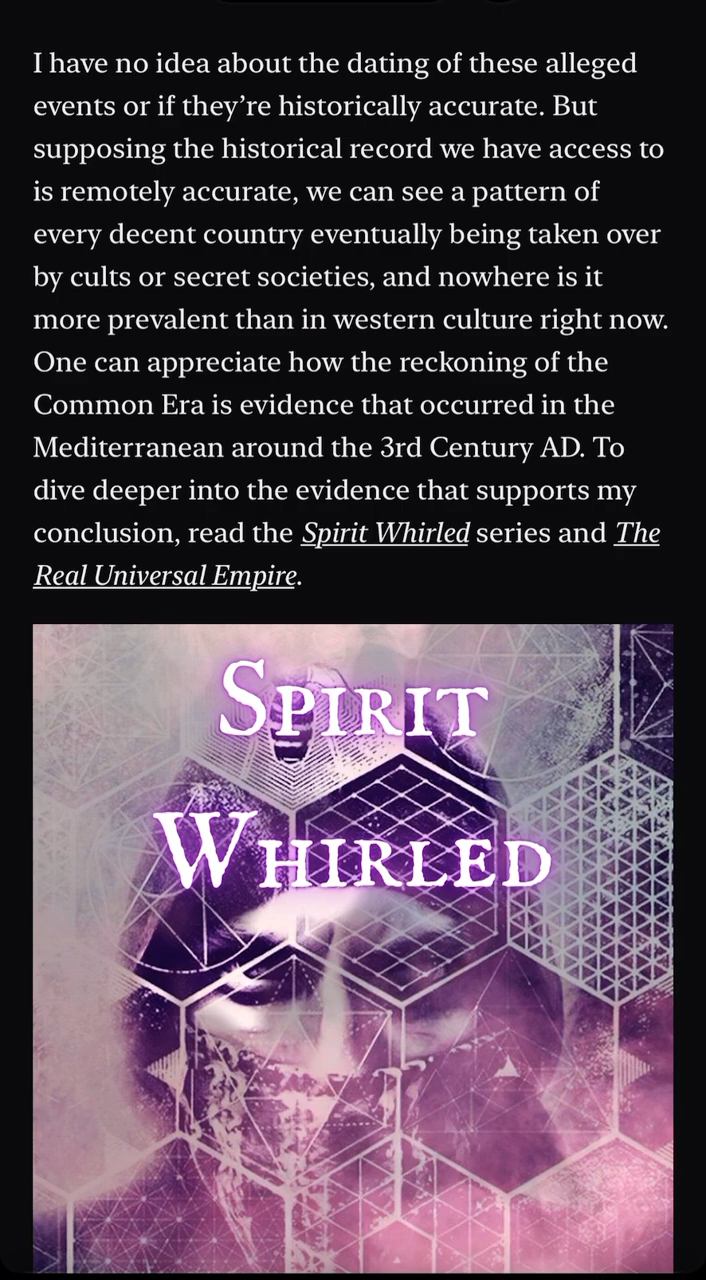 I have no idea about the dating of these alleged
events or if they’re historically accurate. But
supposing the historical record we have access to
is remotely accurate, we can see a pattern of
every decent country eventually being taken over
by cults or secret societies, and nowhere is it
more prevalent than in western culture right now.
One can appreciate how the reckoning of the
Common Era is evidence that occurred in the
Mediterranean around the 3rd Century AD. To
dive deeper into the evidence that supports my
conclusion, read the Spirit Whirled series and The
Real Universal Empire.
Spirit
Whirled